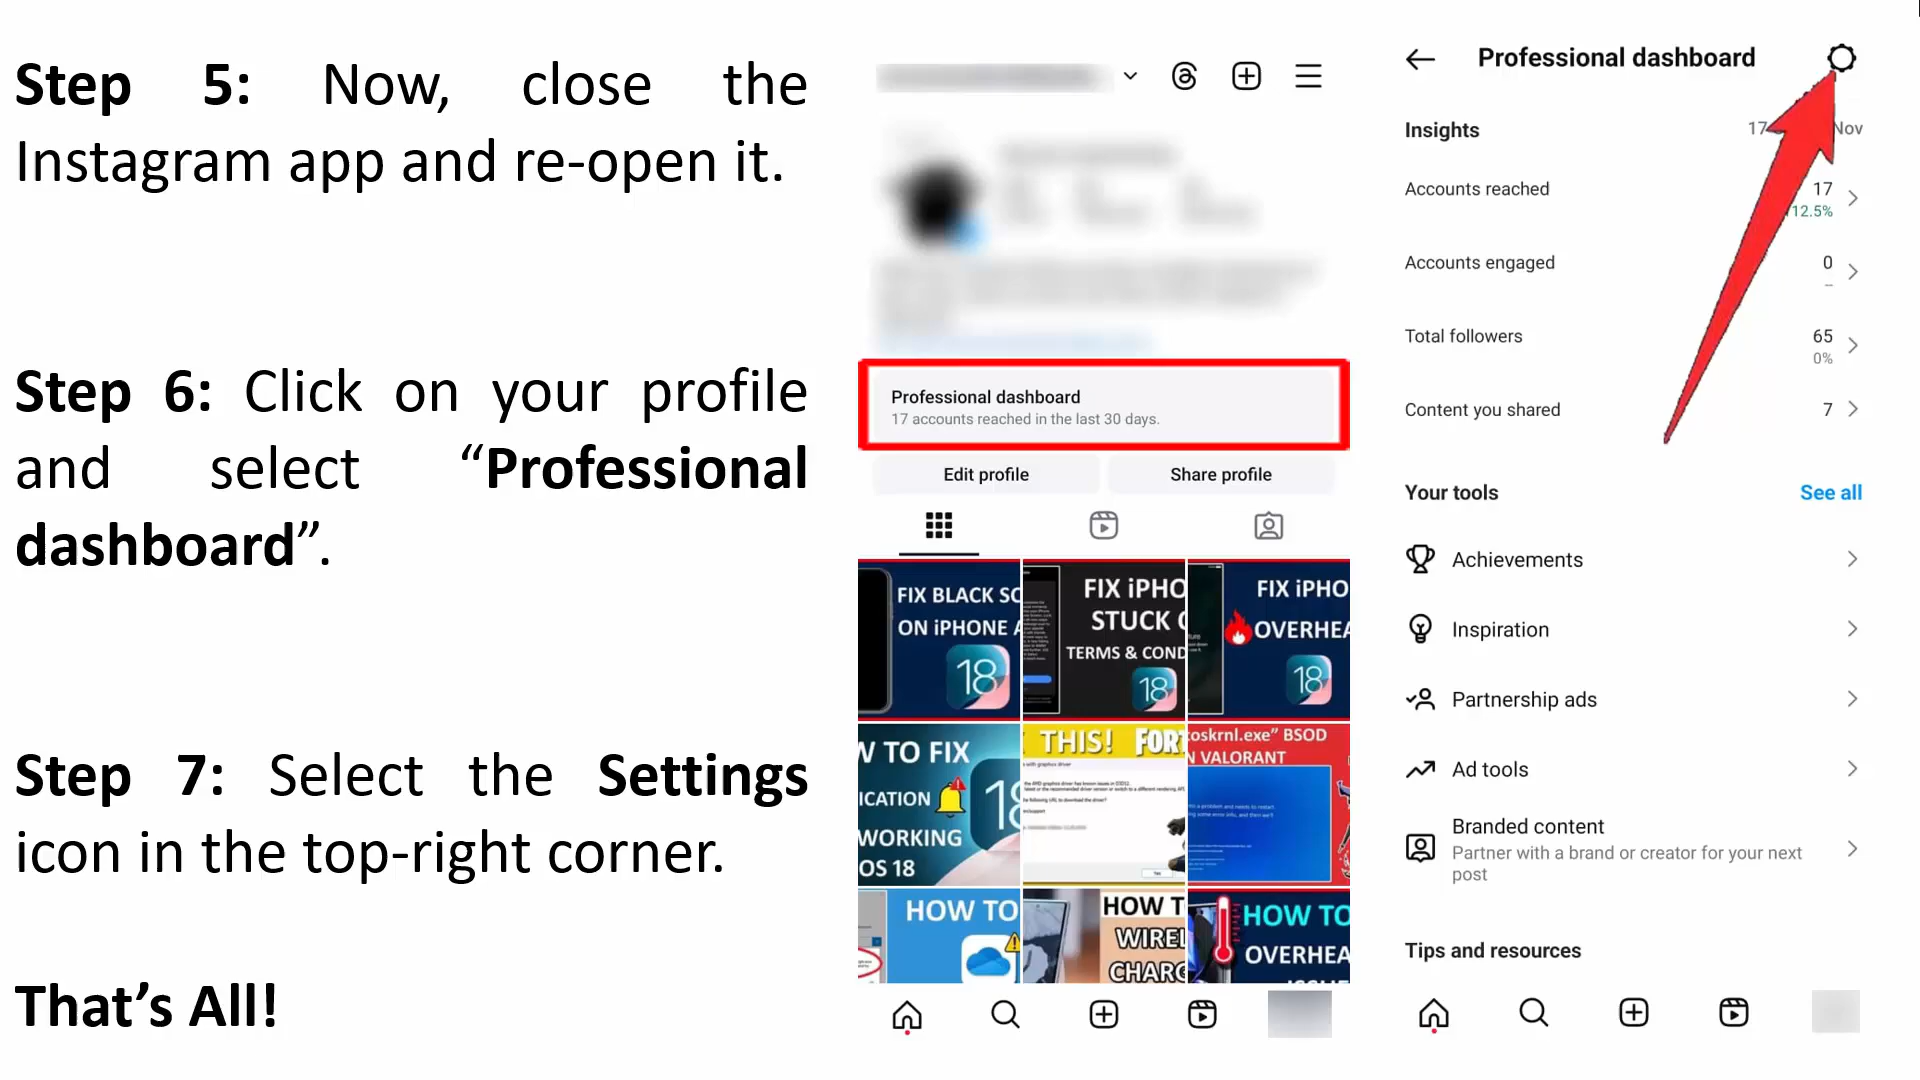 Step 5: Now, close the
Instagram app and re-open it.
Step 6: Click on your profile
and select “Professional
dashboard”.
Step 7: Select the Settings
icon in the top-right corner.
That’s All!
Professional dashboard
17 accounts reached in the last 30 days.
Edit profile
Share profile
FIX BLACK SC
ON iPHONE A
18
FIX iPHO
STUCK
TERMS & COND
18
FIX iPHO
OVERHEA
18
W TO FIX
ICATION
WORKING
OS 18
18
THIS! FOR
toskrnl.exe” BSOD
N VALORANT
HOW TO
HOW T
WIREL
CHARG
HOW TO
OVERHEA
Professional dashboard
Insights
17
Nov
Accounts reached
17
12.5%
Accounts engaged
0
--
Total followers
65
0%
Content you shared
7
Your tools
See all
Achievements
Inspiration
Partnership ads
Ad tools
Branded content
Partner with a brand or creator for your next
post
Tips and resources